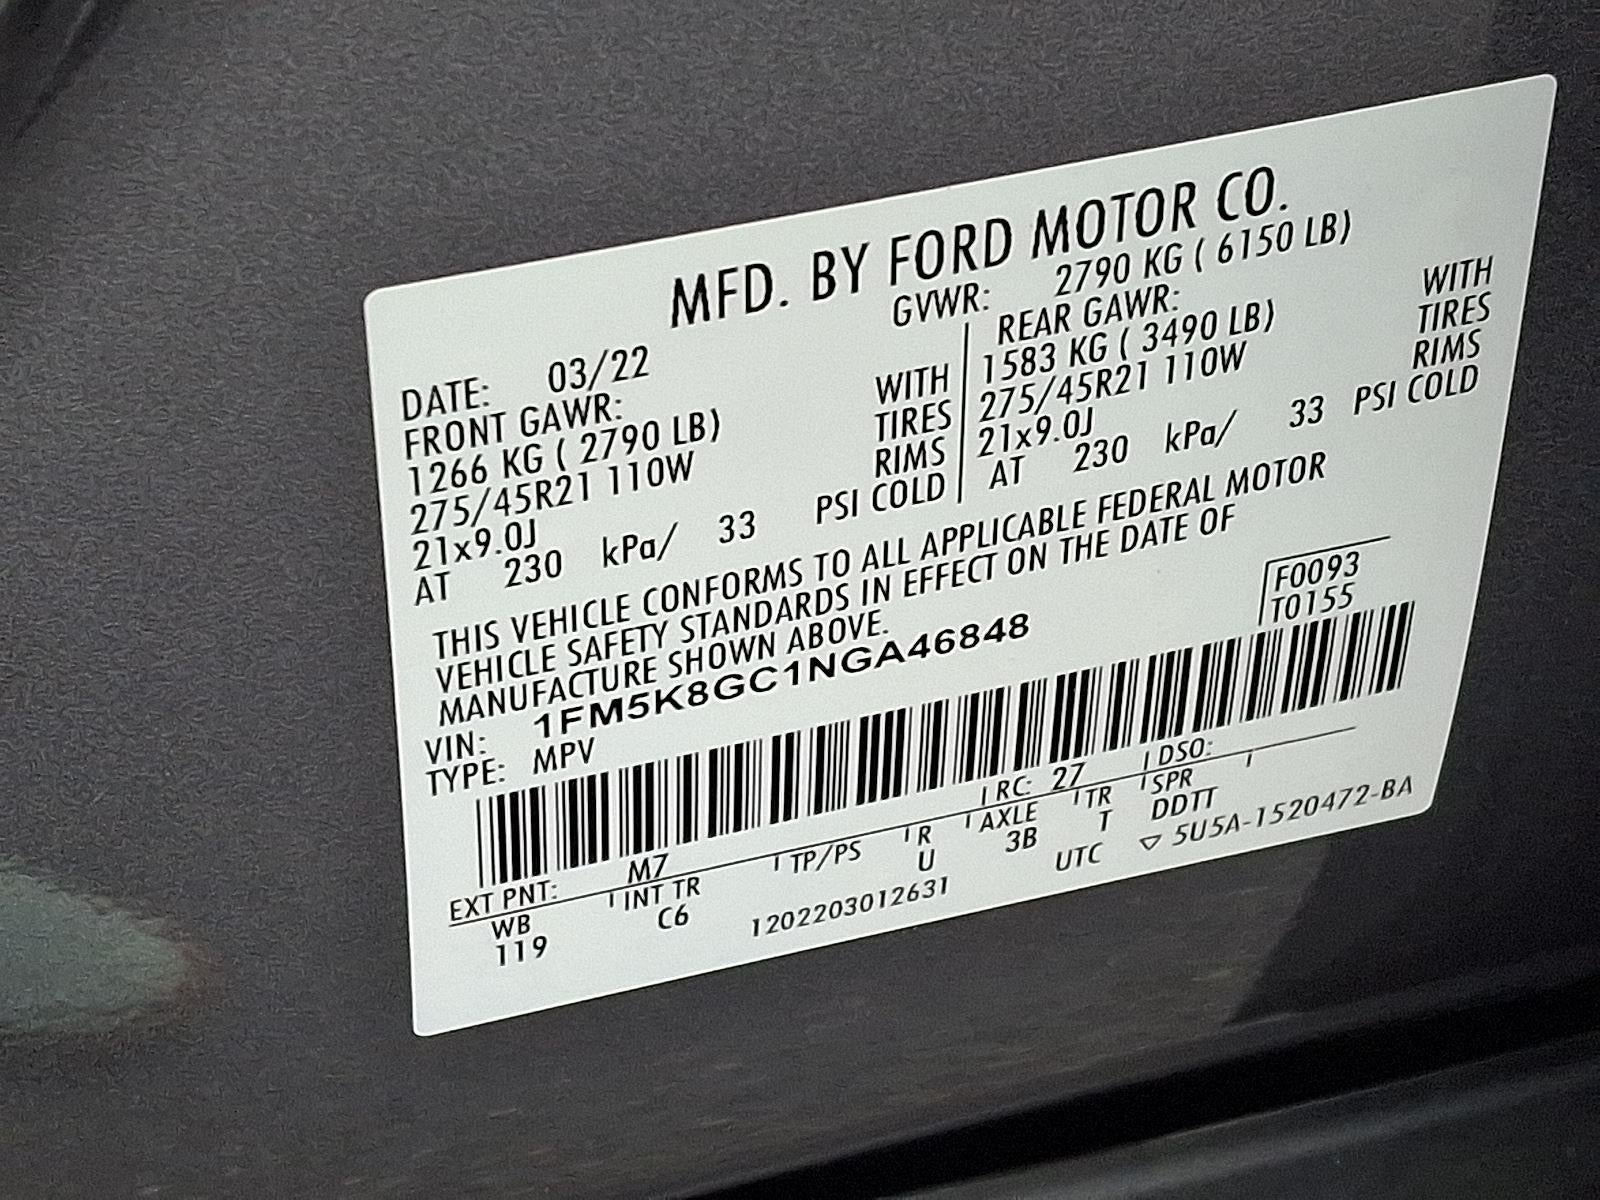 MFD. BY FORD MOTOR CO.
DATE: 03/22 GVWR: 2790 KG ( 6150 LB)
FRONT GAWR:
1266 KG ( 2790 LB) WITH
275/45R21 110W TIRES
21x9.0J RIMS
AT 230 kPa/ 33 PSI COLD
REAR GAWR:
1583 KG ( 3490 LB) WITH
275/45R21 110W TIRES
21x9.0J RIMS
AT 230 kPa/ 33 PSI COLD
THIS VEHICLE CONFORMS TO ALL APPLICABLE FEDERAL MOTOR
VEHICLE SAFETY STANDARDS IN EFFECT ON THE DATE OF
MANUFACTURE SHOWN ABOVE.
VIN: 1FM5K8GC1NGA46848
TYPE: MPV
F0093
T0155
EXT PNT: M7 RC: 27 DSO:
WB INT TR TP/PS R AXLE TR SPR
119 C6 U 3B T DDTT
1202203012631 UTC ▽ 5U5A-1520472-BA